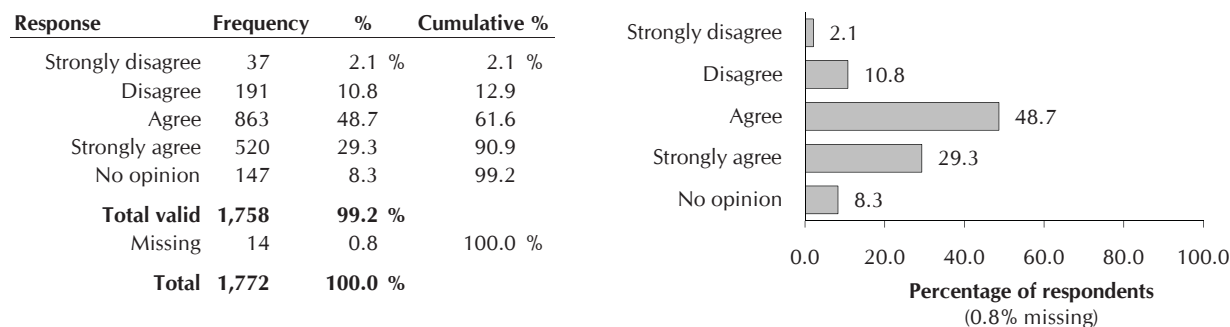 Response Frequency % Cumulative %
Strongly disagree 37 2.1 % 2.1 %
Disagree 191 10.8 12.9
Agree 863 48.7 61.6
Strongly agree 520 29.3 90.9
No opinion 147 8.3 99.2
Total valid 1,758 99.2 %
Missing 14 0.8 100.0 %
Total 1,772 100.0 %
Strongly disagree 2.1
Disagree 10.8
Agree 48.7
Strongly agree 29.3
No opinion 8.3
0.0 20.0 40.0 60.0 80.0 100.0
Percentage of respondents
(0.8% missing)